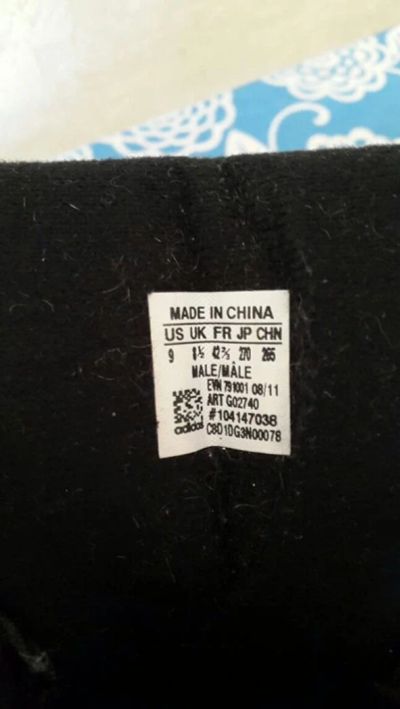 MADE IN CHINA
US UK FR JP CHN
9 8½ 42⅔ 270 265
MALE/MÂLE
EVN 791001 08/11
ART G02740
#104147038
adidas C8D1DG3N00078